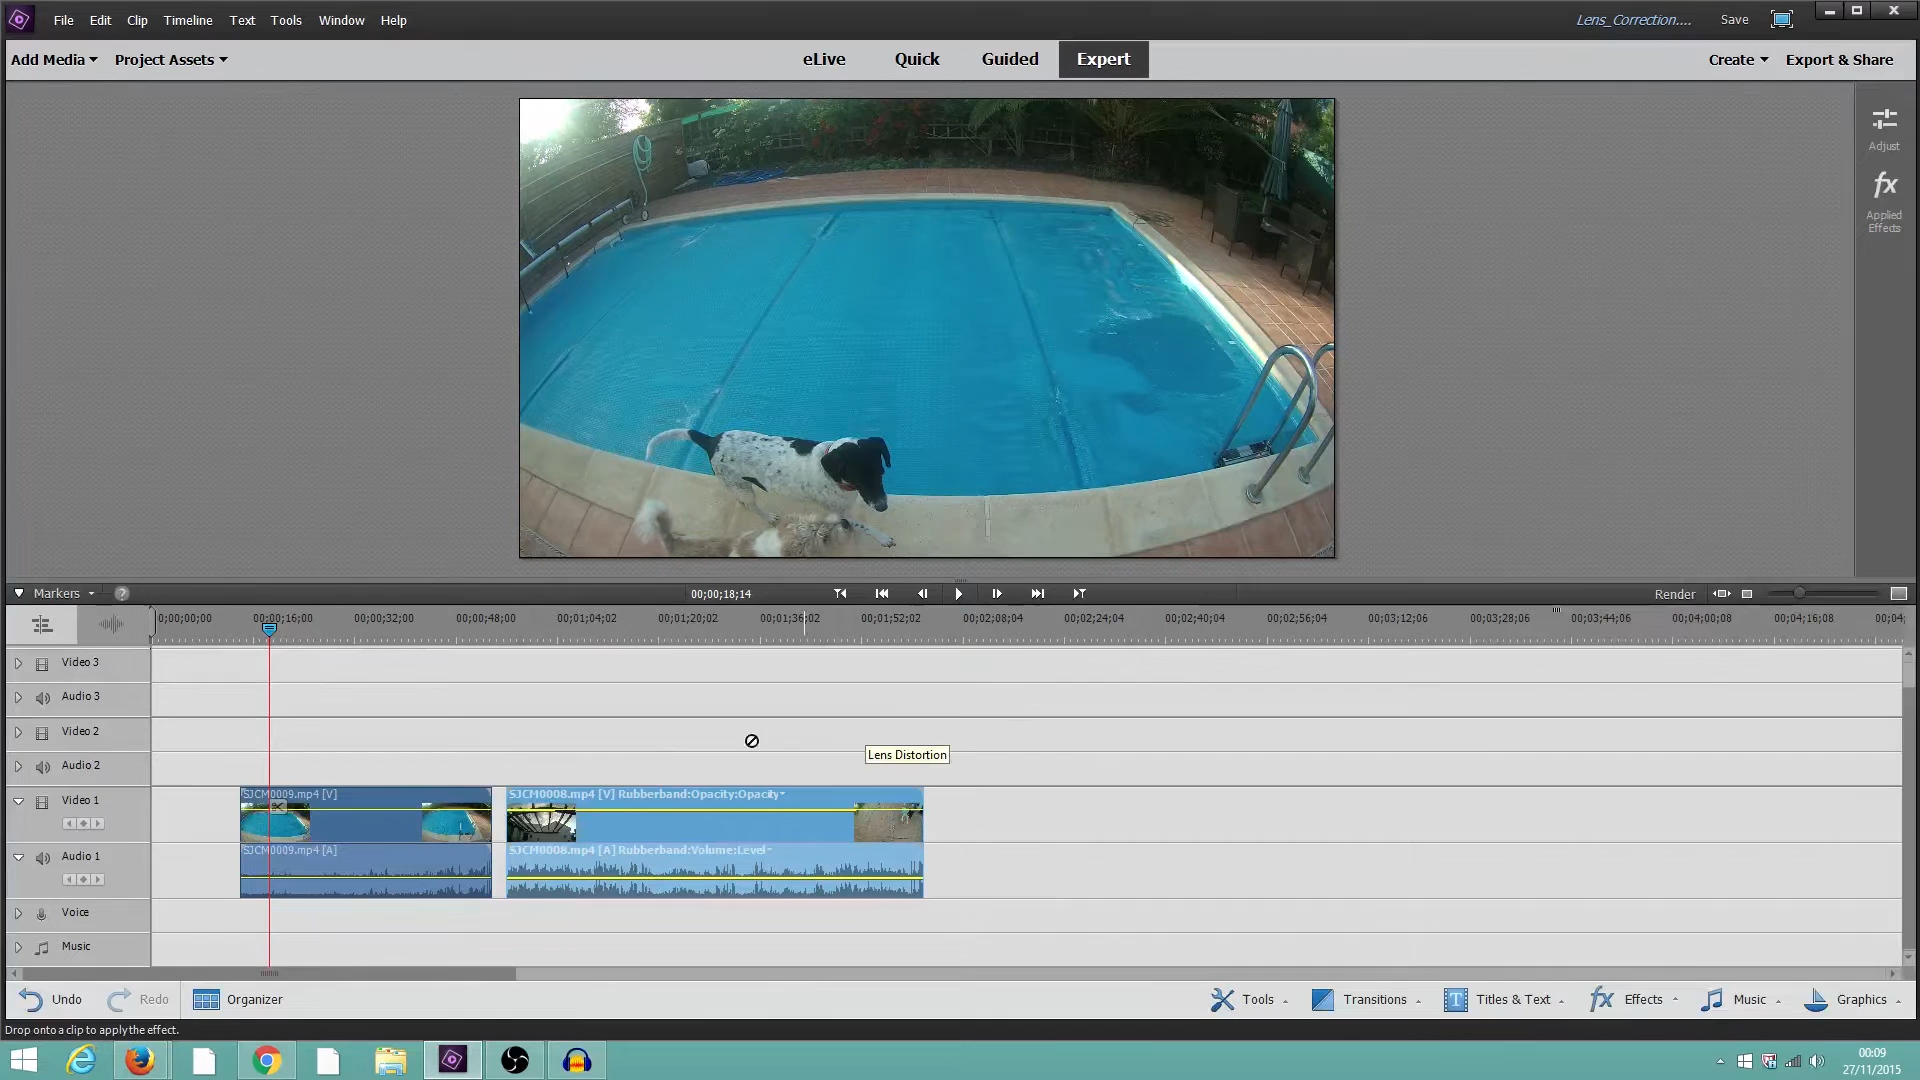 File Edit Clip Timeline Text Tools Window Help
Lens_Correction.... Save
Add Media Project Assets
eLive Quick Guided Expert
Create Export & Share
Adjust
Applied
Effects
Markers ? 00;00;18;14 Render
0;00;00;00 00;00;16;00 00;00;32;00 00;00;48;00 00;01;04;02 00;01;20;02 00;01;36;02 00;01;52;02 00;02;08;04 00;02;24;04 00;02;40;04 00;02;56;04 00;03;12;06 00;03;28;06 00;03;44;06 00;04;00;08 00;04;16;08 00;04;
Video 3
Audio 3
Video 2
Lens Distortion
Audio 2
Video 1
SJCM0009.mp4 [V] SJCM0008.mp4 [V] Rubberband:Opacity:Opacity
Audio 1
SJCM0009.mp4 [A] SJCM0008.mp4 [A] Rubberband:Volume:Level
Voice
Music
Undo Redo Organizer
Tools Transitions Titles & Text Effects Music Graphics
Drop onto a clip to apply the effect.
00:09
27/11/2015